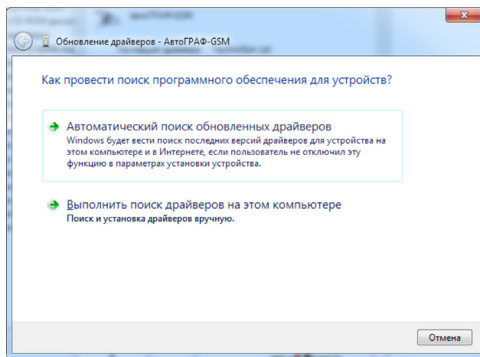 Обновление драйверов - АвтоГРАФ-GSM
Как провести поиск программного обеспечения для устройств?
Автоматический поиск обновленных драйверов
Windows будет вести поиск последних версий драйверов для устройства на
этом компьютере и в Интернете, если пользователь не отключил эту
функцию в параметрах установки устройства.
Выполнить поиск драйверов на этом компьютере
Поиск и установка драйверов вручную.
Отмена